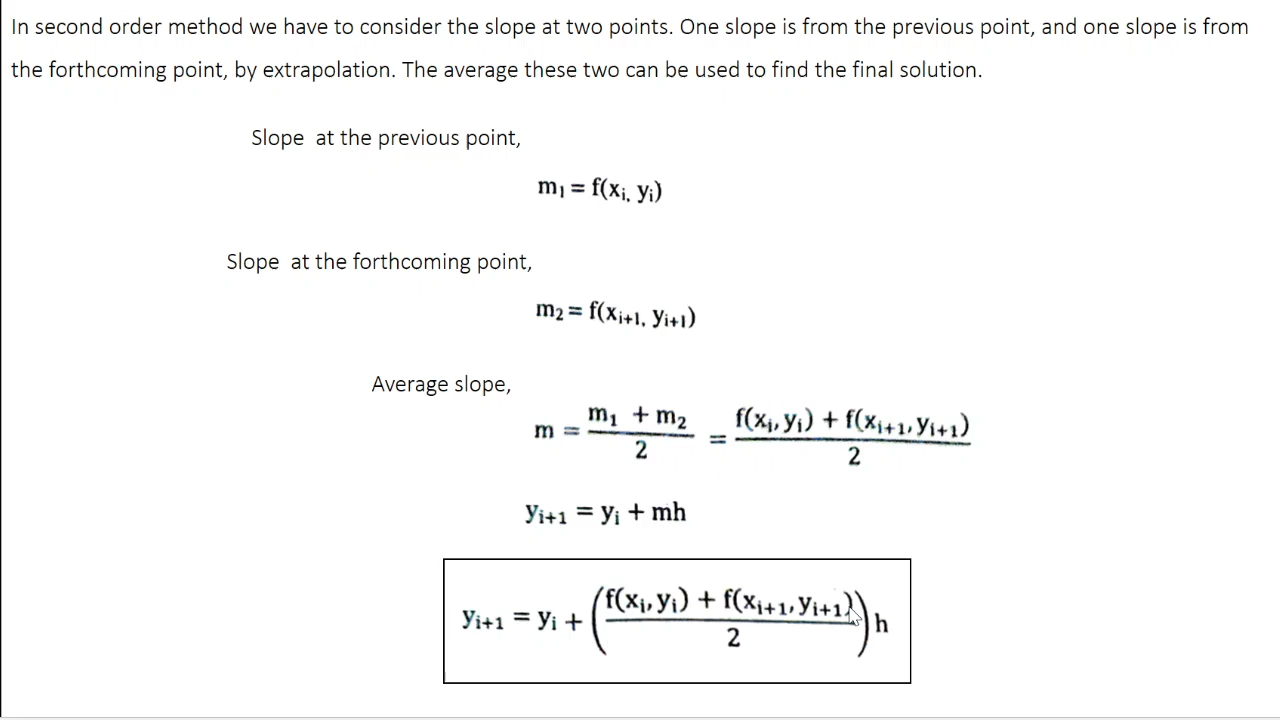 In second order method we have to consider the slope at two points. One slope is from the previous point, and one slope is from
the forthcoming point, by extrapolation. The average these two can be used to find the final solution.
Slope at the previous point,
m₁ = f(xᵢ, yᵢ)
Slope at the forthcoming point,
m₂ = f(xᵢ₊₁, yᵢ₊₁)
Average slope,
m = (m₁ + m₂)/2 = (f(xᵢ, yᵢ) + f(xᵢ₊₁, yᵢ₊₁))/2
yᵢ₊₁ = yᵢ + mh
yᵢ₊₁ = yᵢ + ((f(xᵢ, yᵢ) + f(xᵢ₊₁, yᵢ₊₁))/2) h